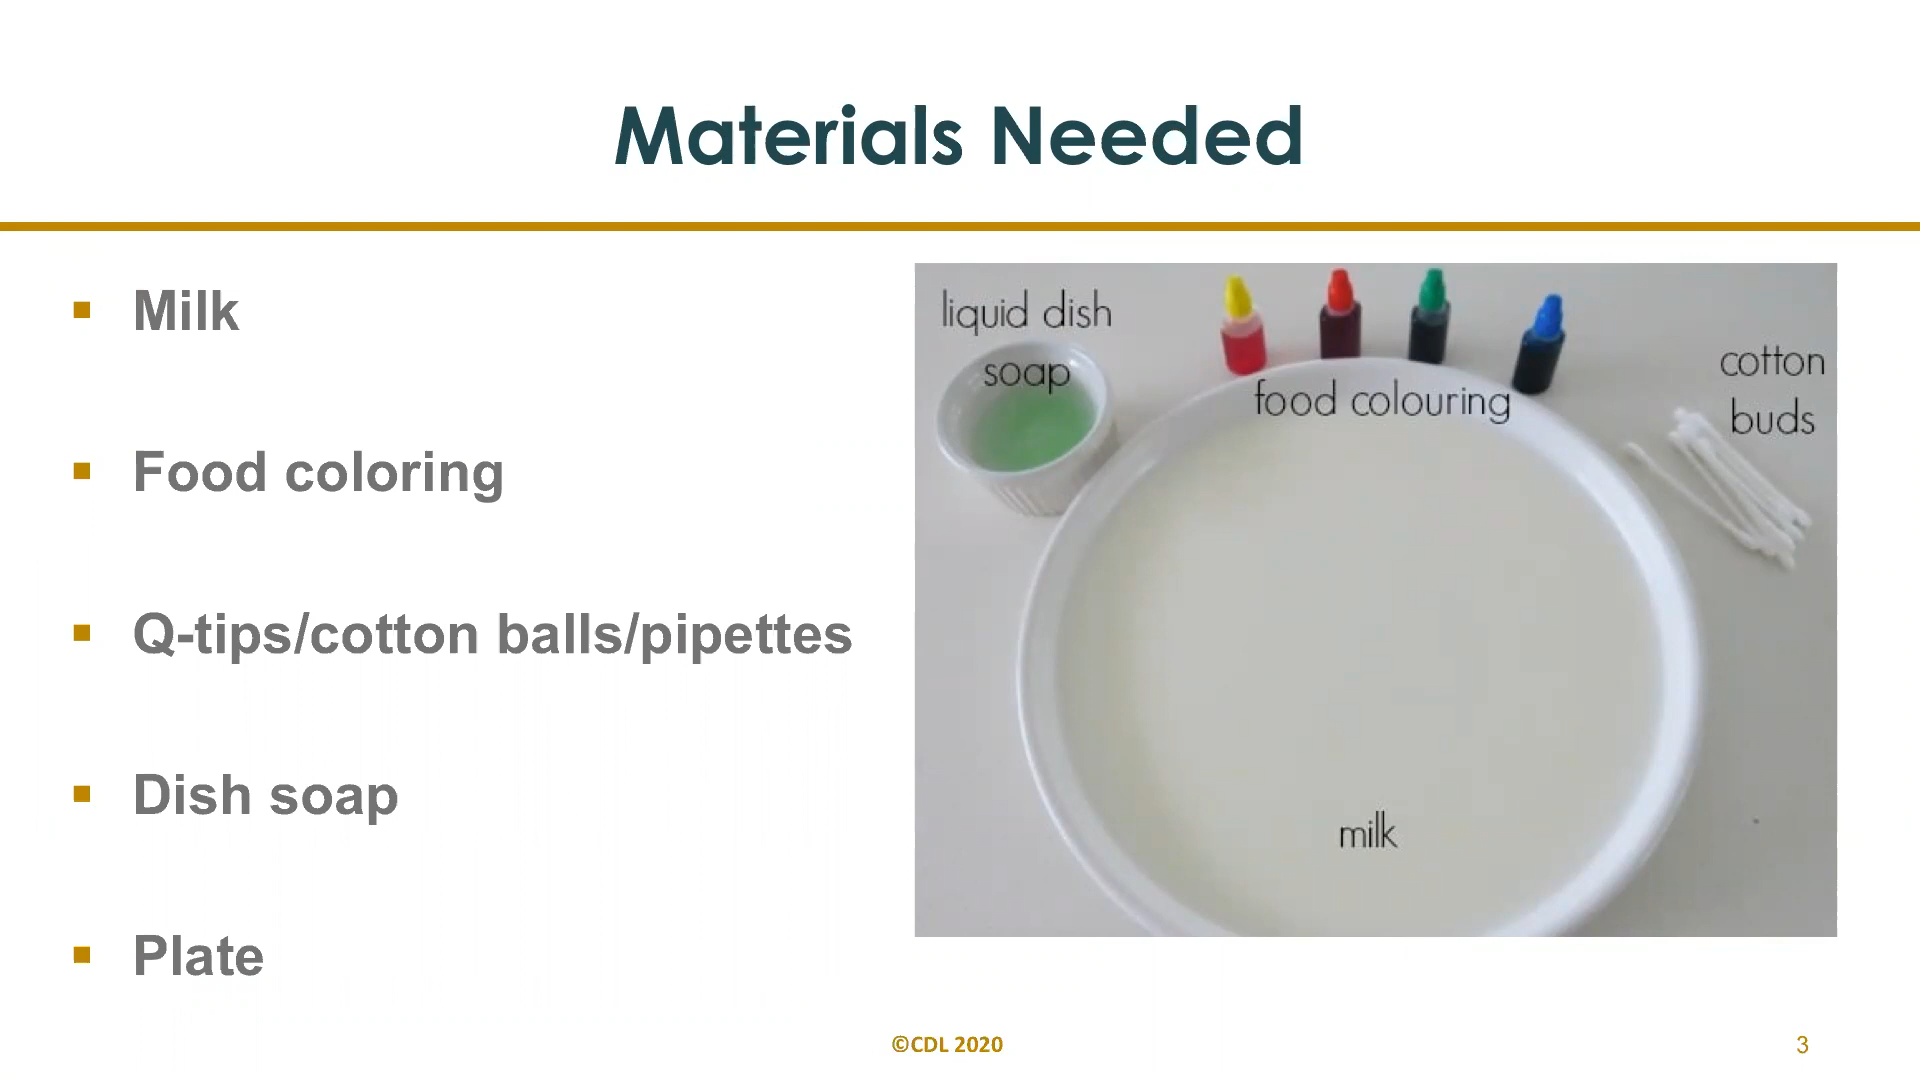 Materials Needed
Milk
Food coloring
Q-tips/cotton balls/pipettes
Dish soap
Plate
liquid dish
soap
food colouring
cotton
buds
milk
©CDL 2020
3